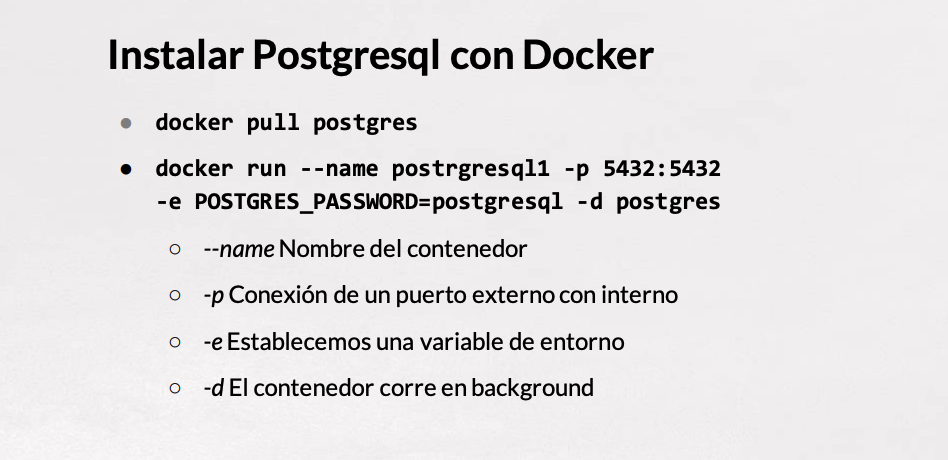 Instalar Postgresql con Docker
● docker pull postgres
● docker run --name postrgresql1 -p 5432:5432
-e POSTGRES_PASSWORD=postgresql -d postgres
○ --name Nombre del contenedor
○ -p Conexión de un puerto externo con interno
○ -e Establecemos una variable de entorno
○ -d El contenedor corre en background